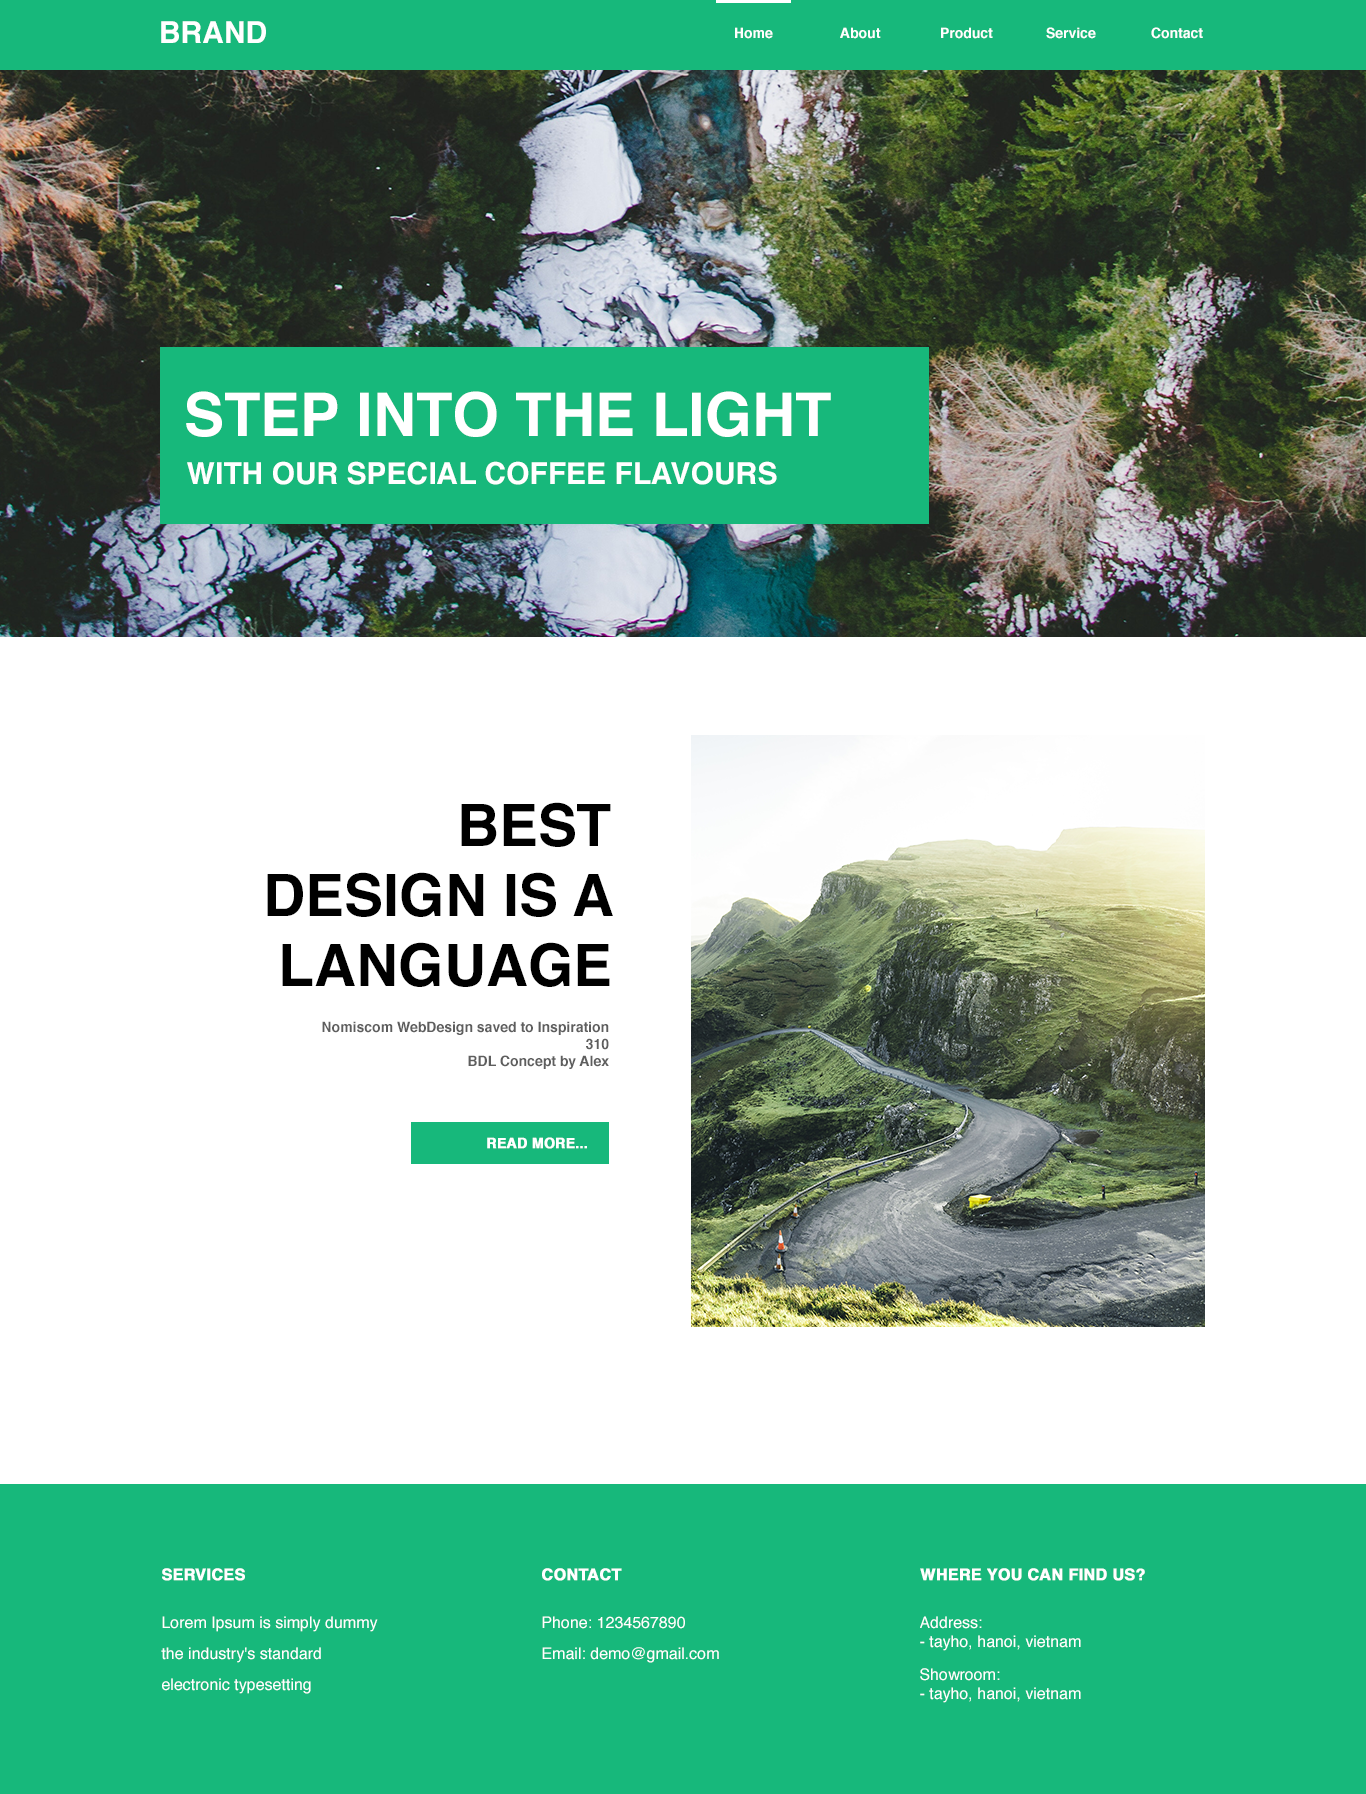 BRAND
Home About Product Service Contact
STEP INTO THE LIGHT
WITH OUR SPECIAL COFFEE FLAVOURS
BEST
DESIGN IS A
LANGUAGE
Nomiscom WebDesign saved to Inspiration
310
BDL Concept by Alex
READ MORE...
SERVICES
Lorem Ipsum is simply dummy
the industry's standard
electronic typesetting
CONTACT
Phone: 1234567890
Email: demo@gmail.com
WHERE YOU CAN FIND US?
Address:
- tayho, hanoi, vietnam
Showroom:
- tayho, hanoi, vietnam